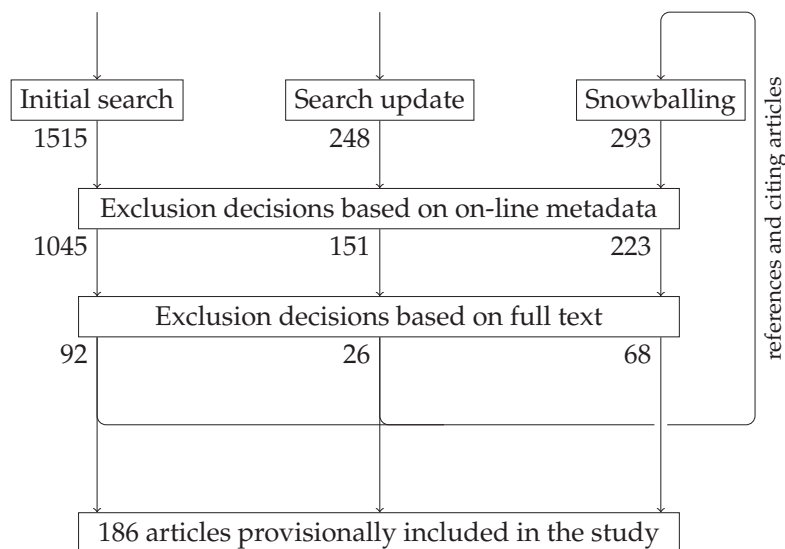 Initial search
Search update
Snowballing
1515
248
293
Exclusion decisions based on on-line metadata
1045
151
223
Exclusion decisions based on full text
92
26
68
references and citing articles
186 articles provisionally included in the study